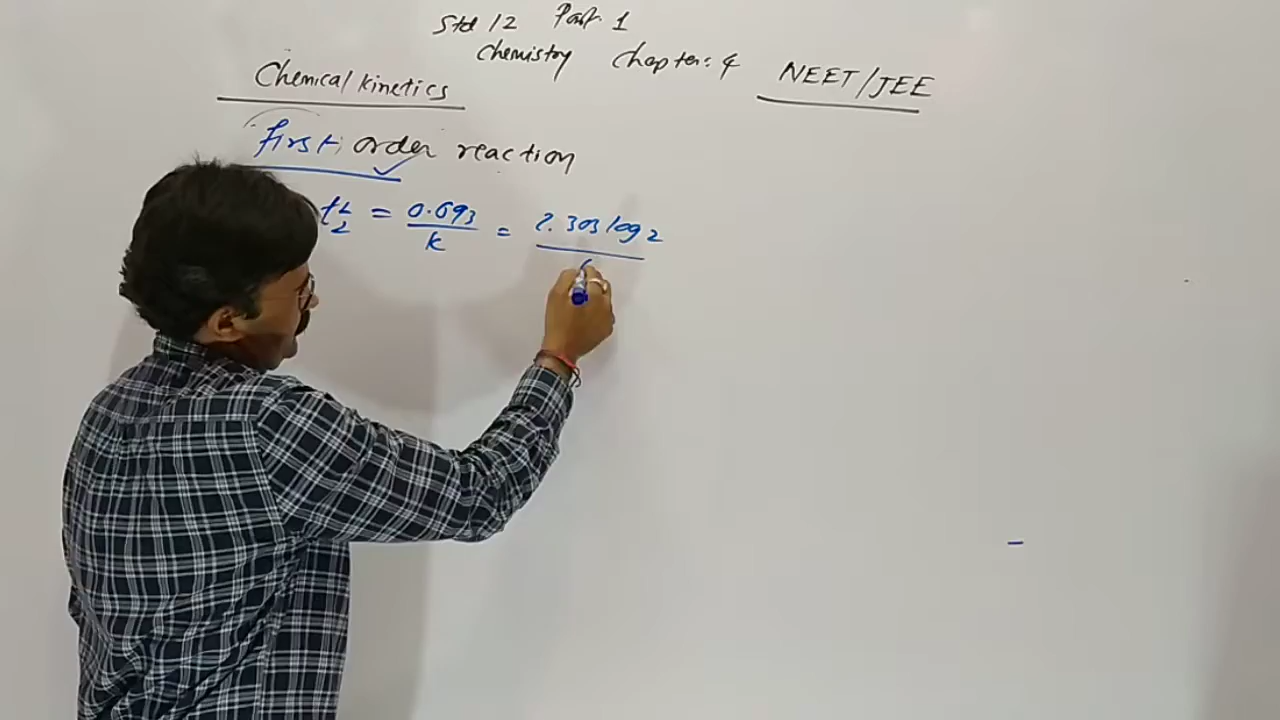 Std 12 Part 1
Chemistry Chapter: 4
NEET/JEE
Chemical kinetics
First order reaction
t1/2 = 0.693/k = 2.303 log 2